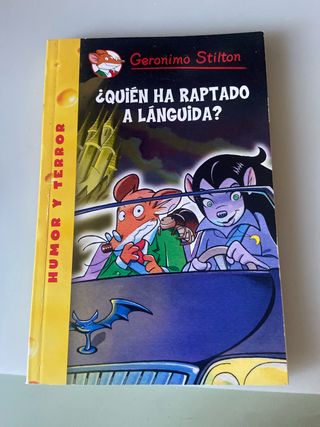 Geronimo Stilton
¿QUIÉN HA RAPTADO
A LÁNGUIDA?
HUMOR Y TERROR